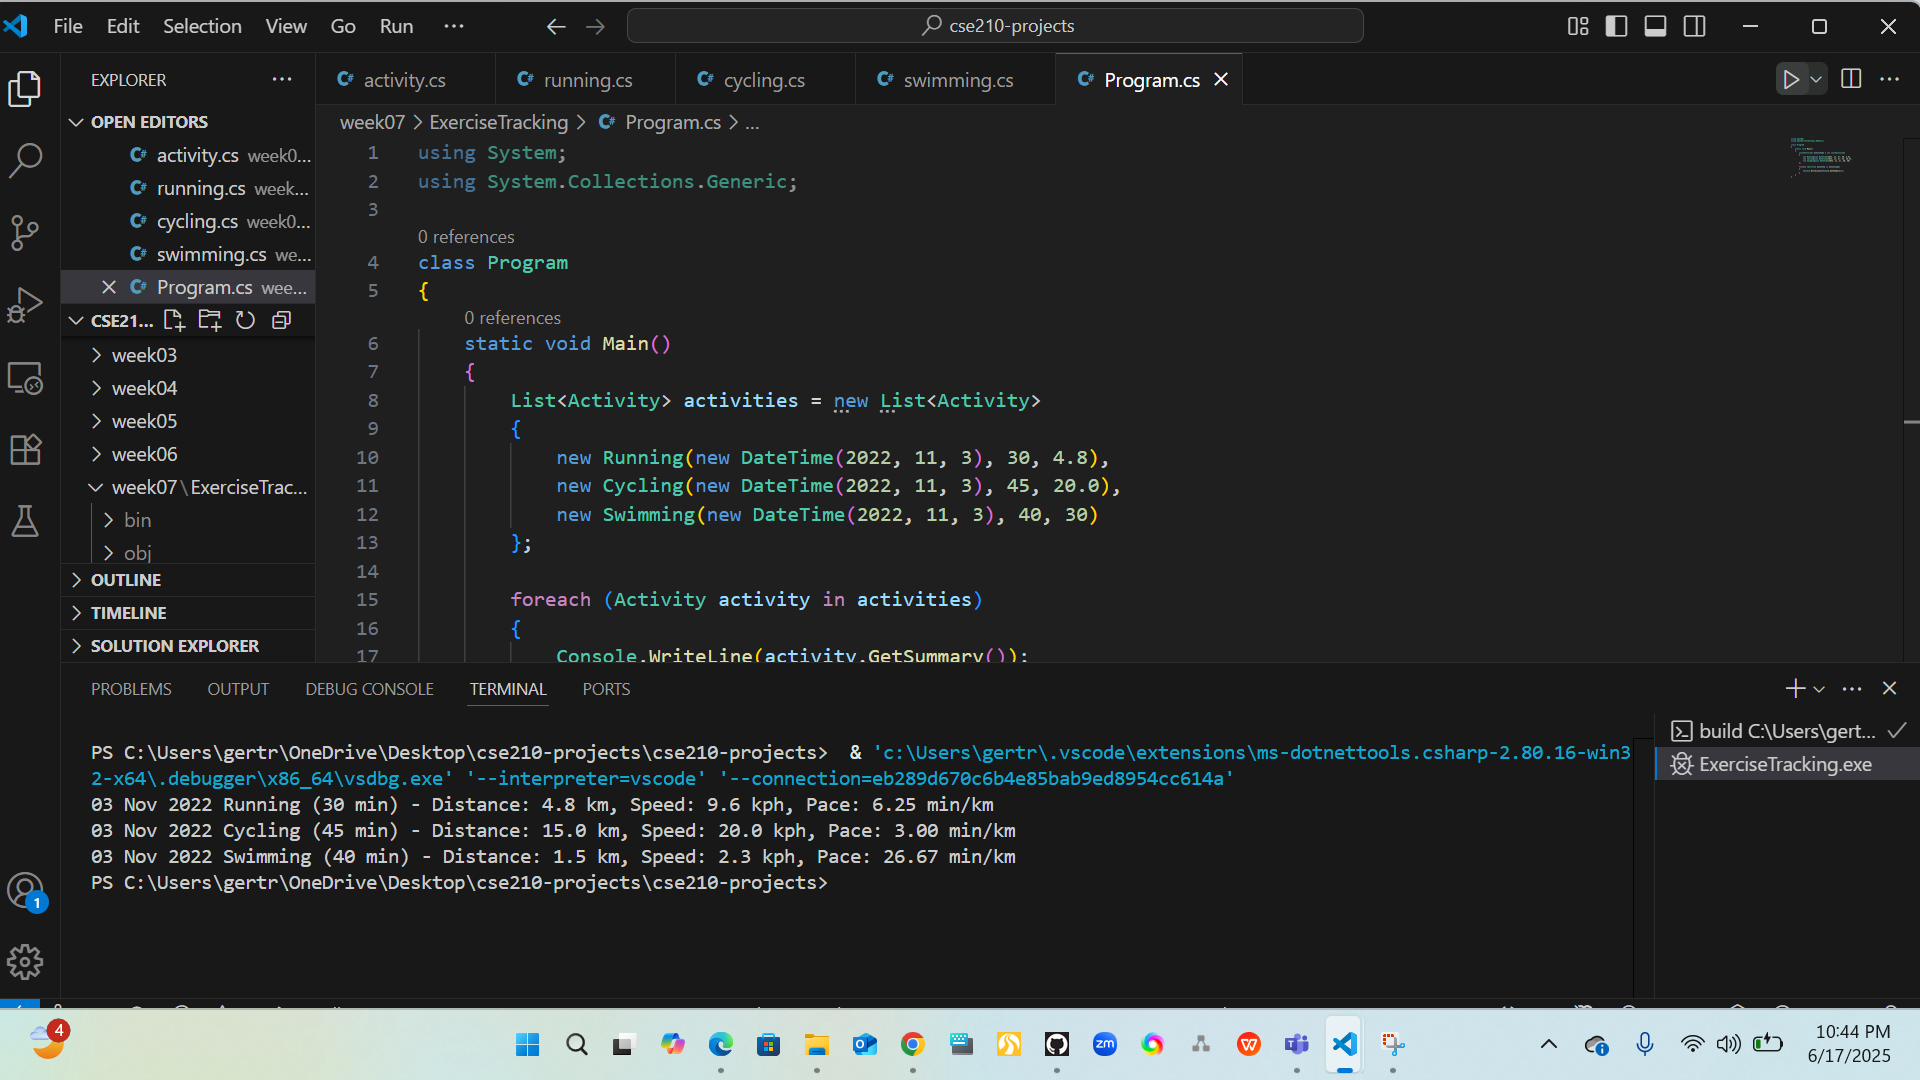 File Edit Selection View Go Run ···
cse210-projects
EXPLORER
OPEN EDITORS
activity.cs week0...
running.cs week...
cycling.cs week0...
swimming.cs we...
Program.cs wee...
CSE21...
week03
week04
week05
week06
week07\ExerciseTrac...
bin
obj
OUTLINE
TIMELINE
SOLUTION EXPLORER
activity.cs running.cs cycling.cs swimming.cs Program.cs
week07 > ExerciseTracking > Program.cs > ...
1 using System;
2 using System.Collections.Generic;
3
0 references
4 class Program
5 {
0 references
6 static void Main()
7 {
8 List<Activity> activities = new List<Activity>
9 {
10 new Running(new DateTime(2022, 11, 3), 30, 4.8),
11 new Cycling(new DateTime(2022, 11, 3), 45, 20.0),
12 new Swimming(new DateTime(2022, 11, 3), 40, 30)
13 };
14
15 foreach (Activity activity in activities)
16 {
17 Console.WriteLine(activity.GetSummary());
PROBLEMS OUTPUT DEBUG CONSOLE TERMINAL PORTS
PS C:\Users\gertr\OneDrive\Desktop\cse210-projects\cse210-projects> & 'c:\Users\gertr\.vscode\extensions\ms-dotnettools.csharp-2.80.16-win3
2-x64\.debugger\x86_64\vsdbg.exe' '--interpreter=vscode' '--connection=eb289d670c6b4e85bab9ed8954cc614a'
03 Nov 2022 Running (30 min) - Distance: 4.8 km, Speed: 9.6 kph, Pace: 6.25 min/km
03 Nov 2022 Cycling (45 min) - Distance: 15.0 km, Speed: 20.0 kph, Pace: 3.00 min/km
03 Nov 2022 Swimming (40 min) - Distance: 1.5 km, Speed: 2.3 kph, Pace: 26.67 min/km
PS C:\Users\gertr\OneDrive\Desktop\cse210-projects\cse210-projects>
build C:\Users\gert...
ExerciseTracking.exe
1
4
zm
10:44 PM
6/17/2025